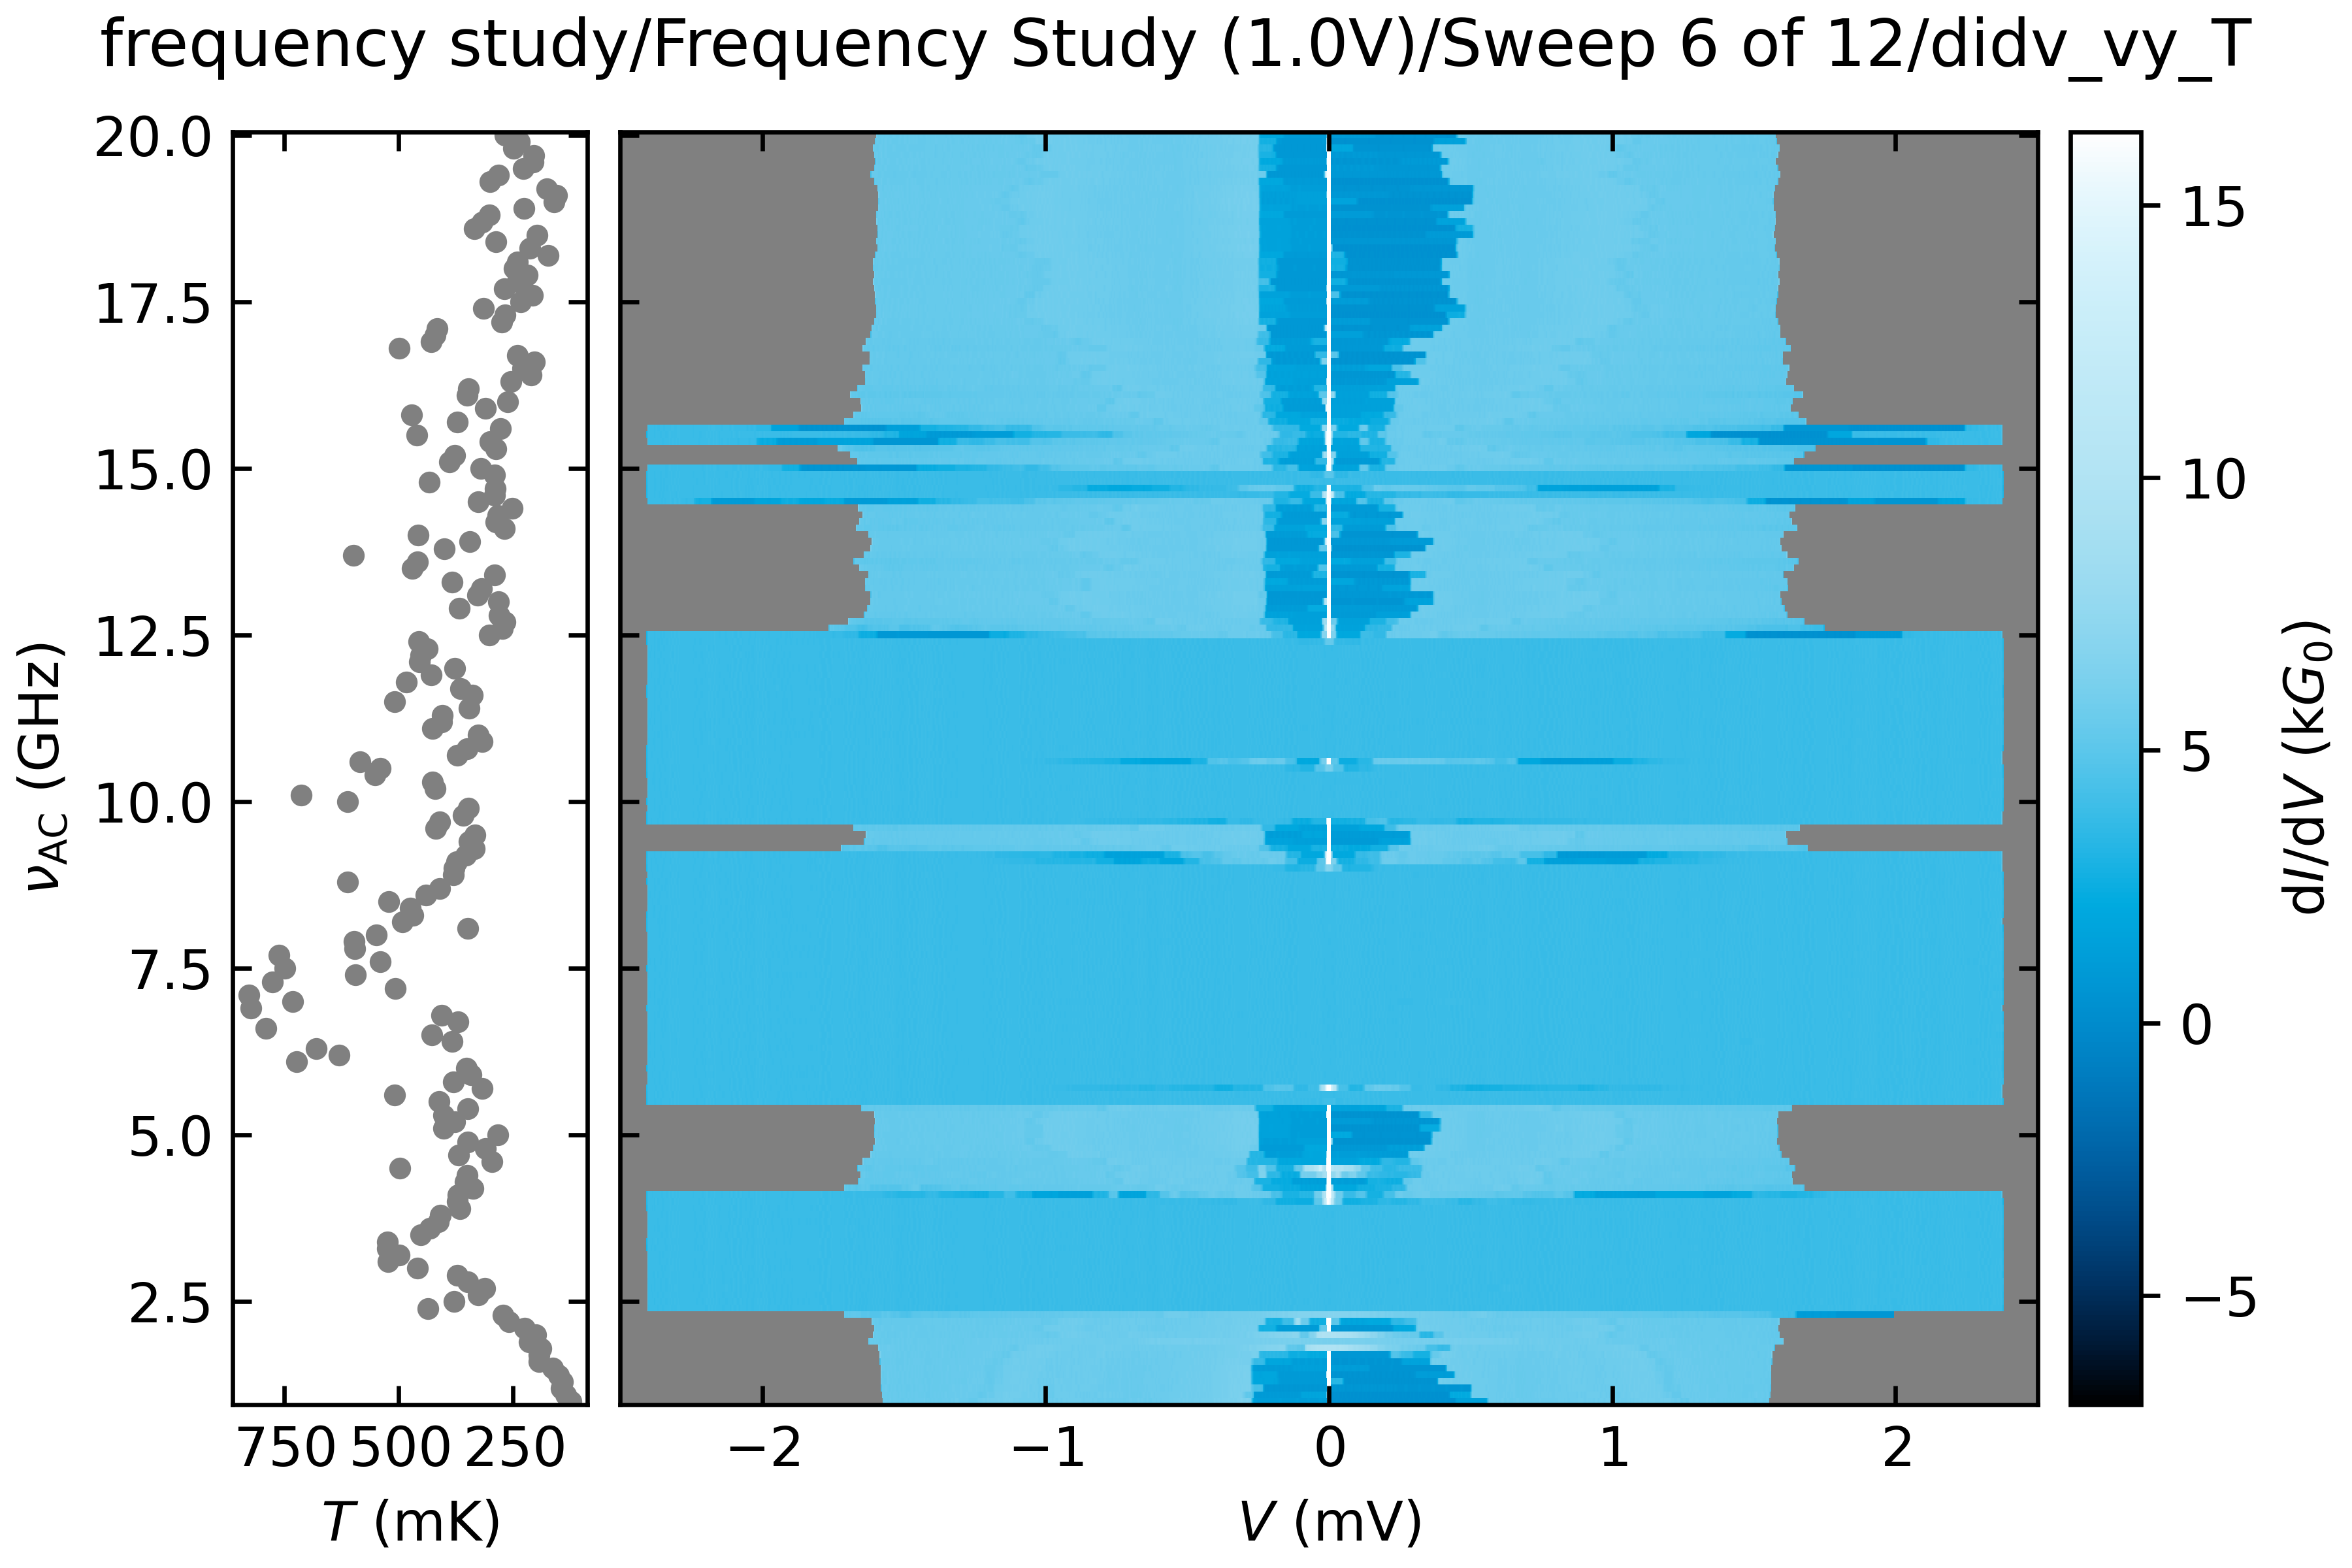 frequency study/Frequency Study (1.0V)/Sweep 6 of 12/didv_vy_T
20.0
17.5
15.0
12.5
10.0
7.5
5.0
2.5
ν_AC (GHz)
750 500 250
T (mK)
−2 −1 0 1 2
V (mV)
15
10
5
0
−5
dI/dV (kG₀)